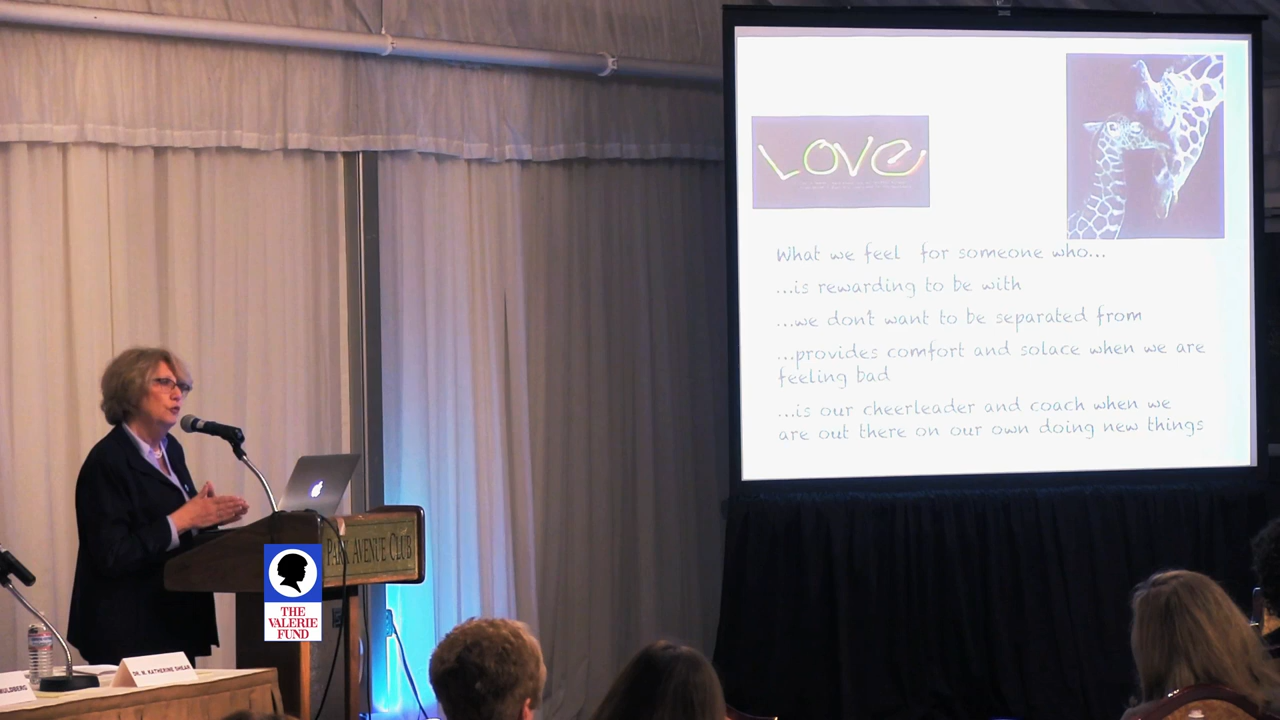 LOVe
What we feel for someone who...
...is rewarding to be with
...we don't want to be separated from
...provides comfort and solace when we are
feeling bad
...is our cheerleader and coach when we
are out there on our own doing new things
PARK AVENUE CLUB
THE
VALERIE
FUND
DR. M. KATHERINE SHEAR